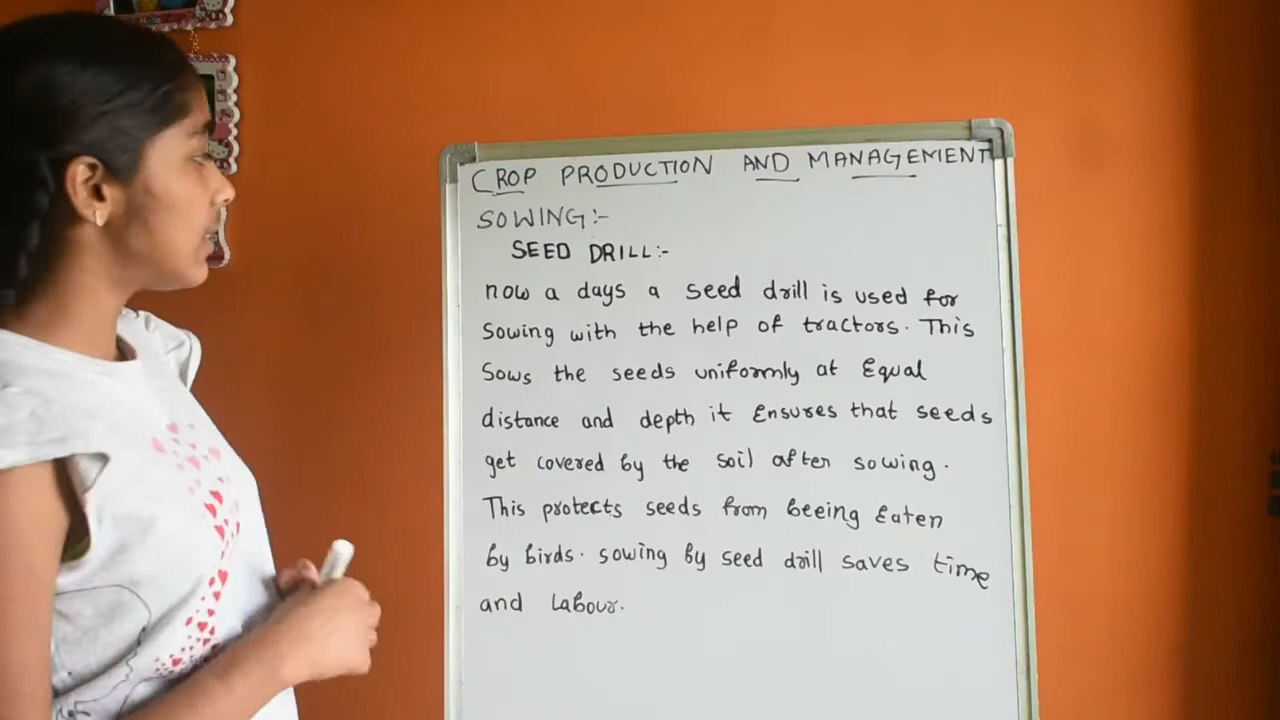 CROP PRODUCTION AND MANAGEMENT
SOWING:-
SEED DRILL:-
now a days a seed drill is used for
sowing with the help of tractors. This
sows the seeds uniformly at Equal
distance and depth it Ensures that seeds
get covered by the soil after sowing.
This protects seeds from beeing Eaten
by birds. sowing by seed drill saves time
and labour.